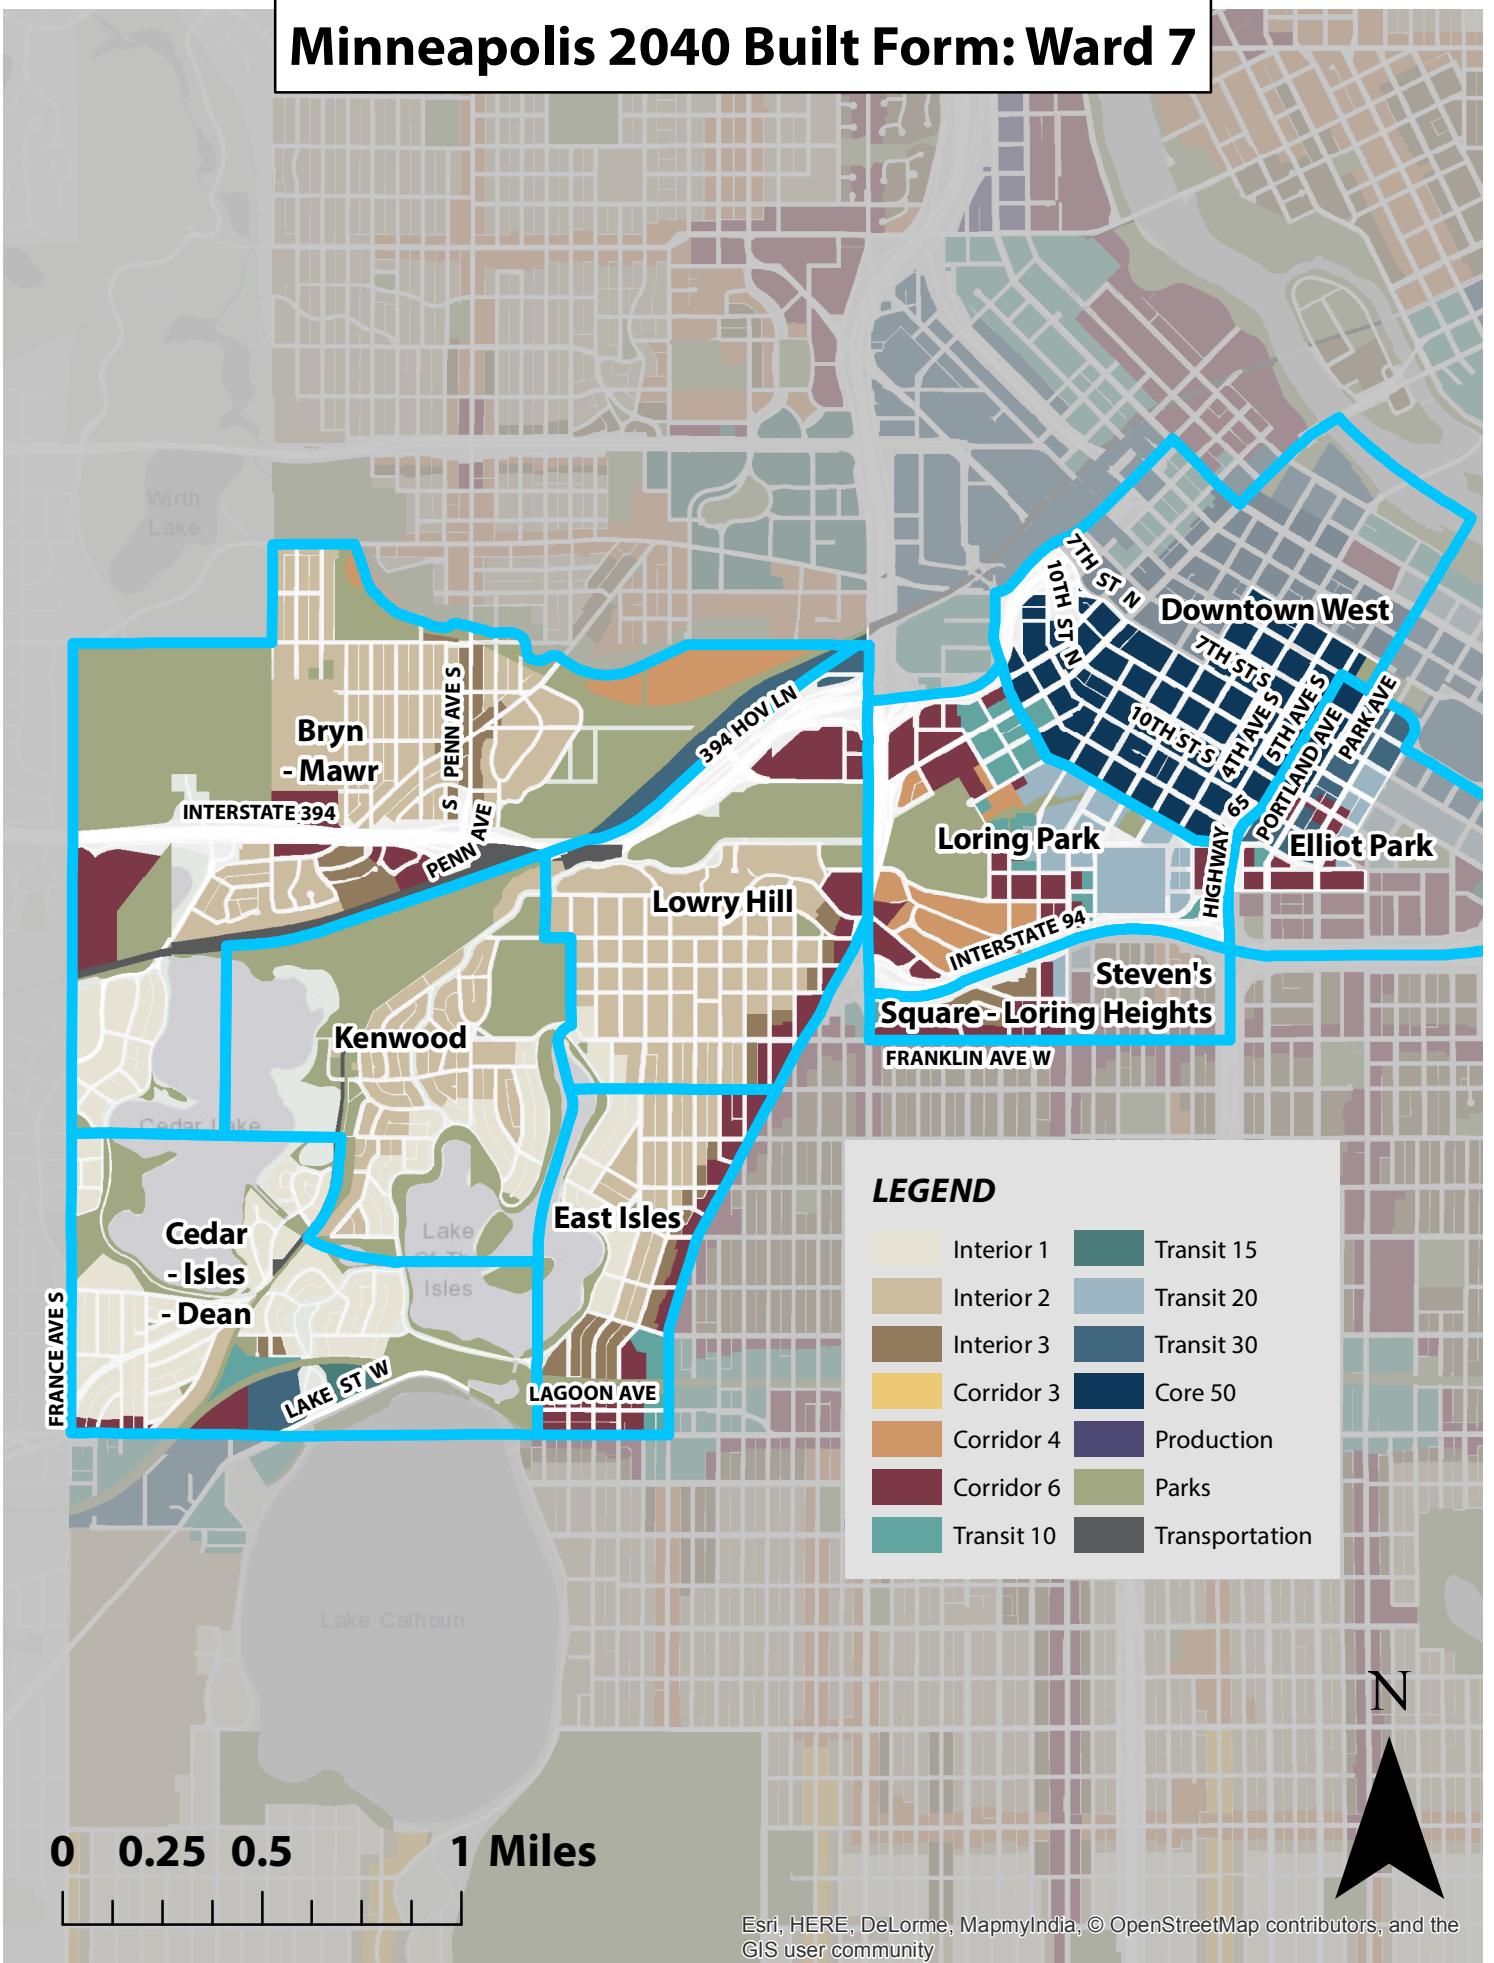 Minneapolis 2040 Built Form: Ward 7
Wirth
Lake
7TH ST N
10TH ST N
Downtown West
7TH ST S
S PENN AVE S
394 HOV LN
Bryn
- Mawr
10TH ST S
4TH AVE S
5TH AVE S
PORTLAND AVE
PARK AVE
INTERSTATE 394
PENN AVE
HIGHWAY 65
Loring Park
Elliot Park
Lowry Hill
INTERSTATE 94
Steven's
Square - Loring Heights
Kenwood
FRANKLIN AVE W
Cedar Lake
LEGEND
Interior 1
Interior 2
Interior 3
Corridor 3
Corridor 4
Corridor 6
Transit 10
Transit 15
Transit 20
Transit 30
Core 50
Production
Parks
Transportation
East Isles
Cedar
- Isles
- Dean
Lake
Of The
Isles
FRANCE AVE S
LAKE ST W
LAGOON AVE
Lake Calhoun
N
0 0.25 0.5 1 Miles
Esri, HERE, DeLorme, MapmyIndia, © OpenStreetMap contributors, and the
GIS user community